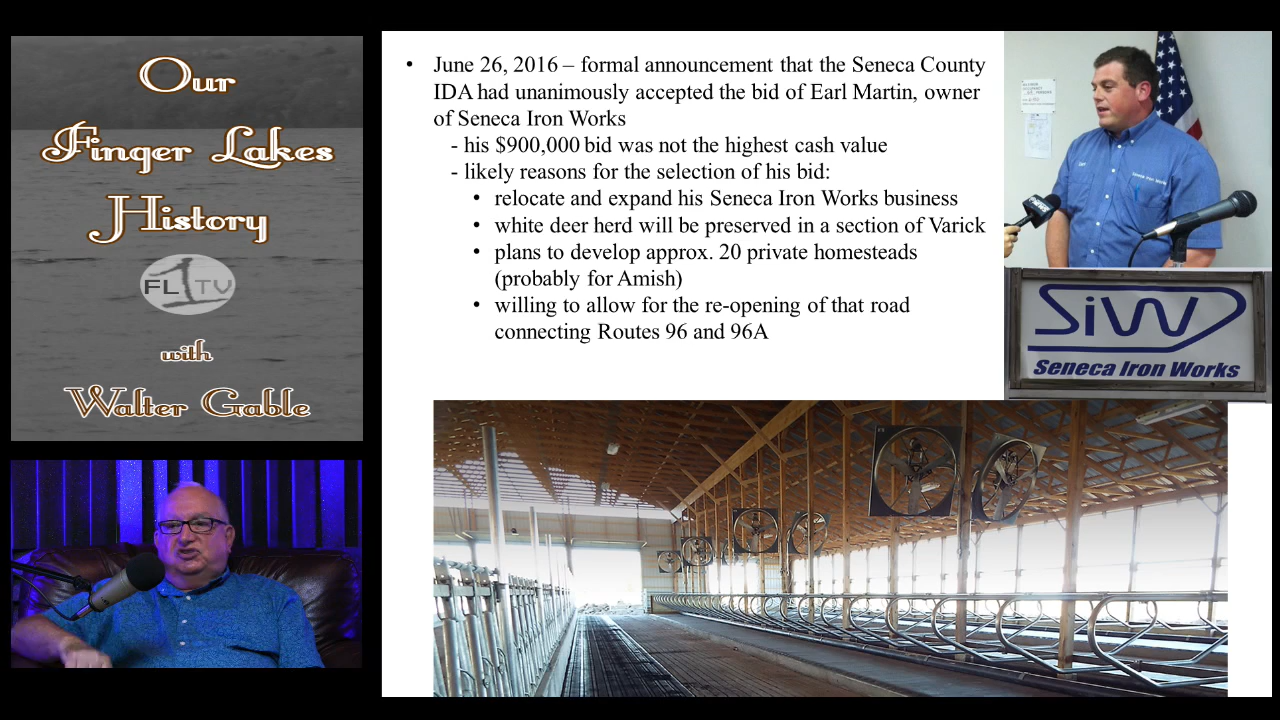 Our
Finger Lakes
History
FLTV
with
Walter Gable
• June 26, 2016 – formal announcement that the Seneca County
IDA had unanimously accepted the bid of Earl Martin, owner
of Seneca Iron Works
- his $900,000 bid was not the highest cash value
- likely reasons for the selection of his bid:
• relocate and expand his Seneca Iron Works business
• white deer herd will be preserved in a section of Varick
• plans to develop approx. 20 private homesteads
(probably for Amish)
• willing to allow for the re-opening of that road
connecting Routes 96 and 96A
Seneca Iron Works
SiW
Seneca Iron Works